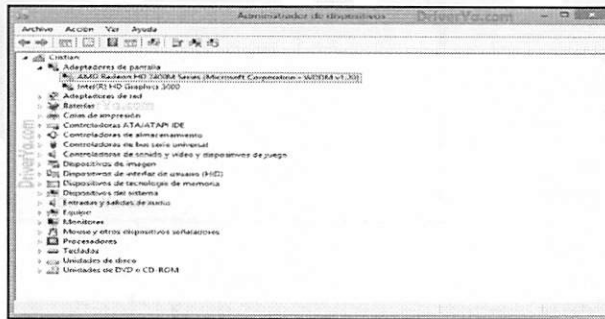 Administrador de dispositivos
DriverYa.com
Archivo Acción Ver Ayuda
Cristian
Adaptadores de pantalla
AMD Radeon HD 7400M Series (Microsoft Corporation - WDDM v1.20)
Intel(R) HD Graphics 3000
Adaptadores de red
Baterías
Colas de impresión
Controladoras ATA/ATAPI IDE
Controladoras de almacenamiento
Controladoras de bus serie universal
Controladoras de sonido y vídeo y dispositivos de juego
Dispositivos de imagen
Dispositivos de interfaz de usuario (HID)
Dispositivos de tecnología de memoria
Dispositivos del sistema
Entradas y salidas de audio
Equipo
Monitores
Mouse y otros dispositivos señaladores
Procesadores
Teclados
Unidades de disco
Unidades de DVD o CD-ROM
DriverYa.com